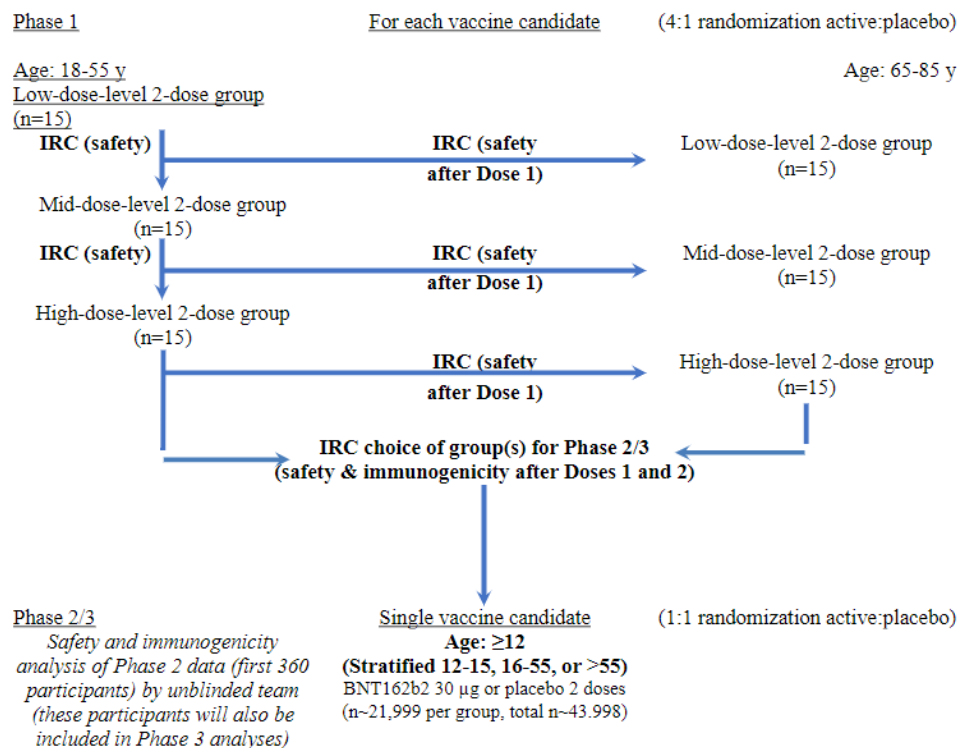 Phase 1 For each vaccine candidate (4:1 randomization active:placebo)
Age: 18-55 y Age: 65-85 y
Low-dose-level 2-dose group
(n=15)
IRC (safety) IRC (safety Low-dose-level 2-dose group
after Dose 1) (n=15)
Mid-dose-level 2-dose group
(n=15)
IRC (safety) IRC (safety Mid-dose-level 2-dose group
after Dose 1) (n=15)
High-dose-level 2-dose group
(n=15)
IRC (safety High-dose-level 2-dose group
after Dose 1) (n=15)
IRC choice of group(s) for Phase 2/3
(safety & immunogenicity after Doses 1 and 2)
Phase 2/3 Single vaccine candidate (1:1 randomization active:placebo)
Safety and immunogenicity
analysis of Phase 2 data (first 360
participants) by unblinded team
(these participants will also be
included in Phase 3 analyses)
Age: ≥12
(Stratified 12-15, 16-55, or >55)
BNT162b2 30 µg or placebo 2 doses
(n~21,999 per group, total n~43.998)